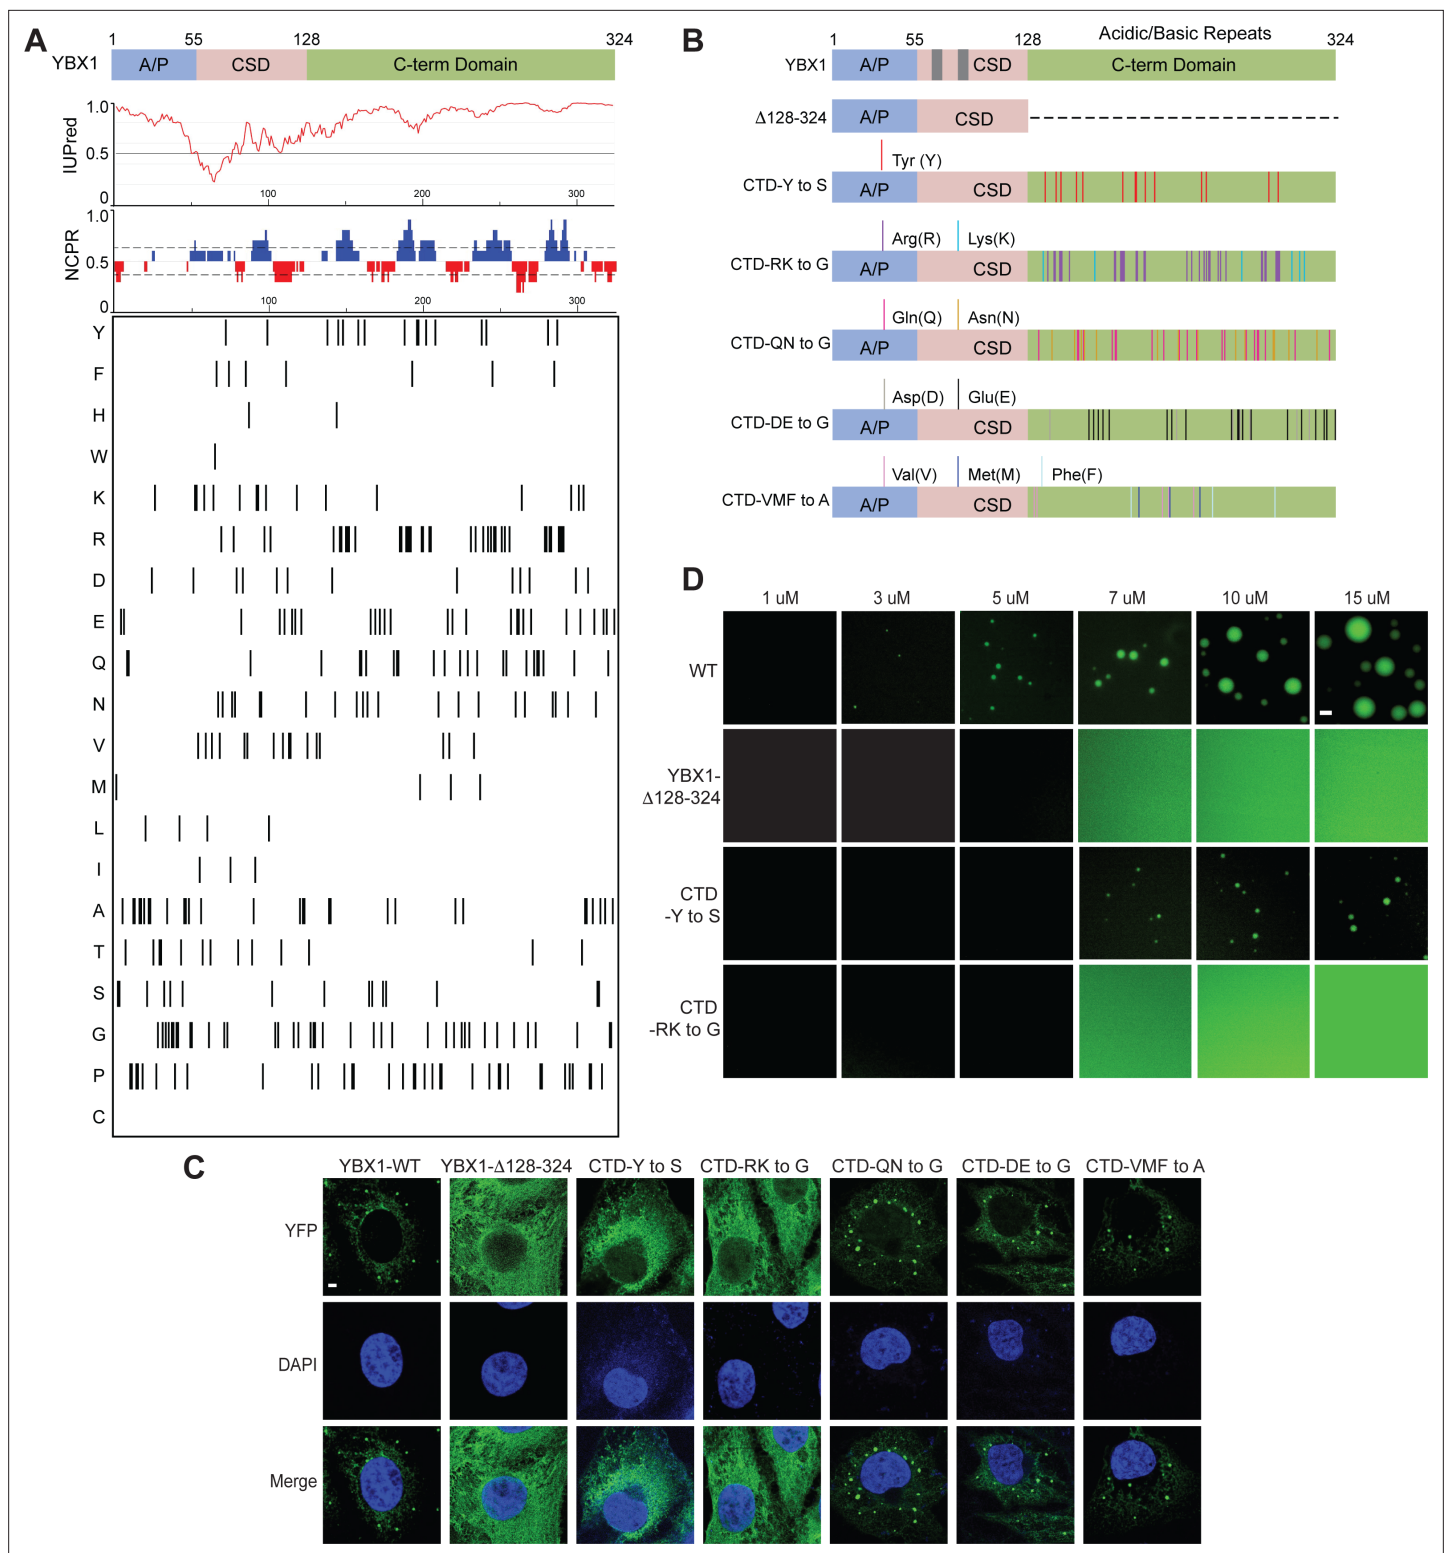 A
1 55 128 324
YBX1 A/P CSD C-term Domain
1.0
IUPred 0.5
0 100 200 300
1.0
NCPR 0.5
0 100 200 300
Y
F
H
W
K
R
D
E
Q
N
V
M
L
I
A
T
S
G
P
C
B
Acidic/Basic Repeats
1 55 128 324
YBX1 A/P CSD C-term Domain
Δ128-324 A/P CSD
Tyr (Y)
CTD-Y to S A/P CSD
Arg(R) Lys(K)
CTD-RK to G A/P CSD
Gln(Q) Asn(N)
CTD-QN to G A/P CSD
Asp(D) Glu(E)
CTD-DE to G A/P CSD
Val(V) Met(M) Phe(F)
CTD-VMF to A A/P CSD
D
1 uM 3 uM 5 uM 7 uM 10 uM 15 uM
WT
YBX1-
Δ128-324
CTD
-Y to S
CTD
-RK to G
C
YBX1-WT YBX1-Δ128-324 CTD-Y to S CTD-RK to G CTD-QN to G CTD-DE to G CTD-VMF to A
YFP
DAPI
Merge